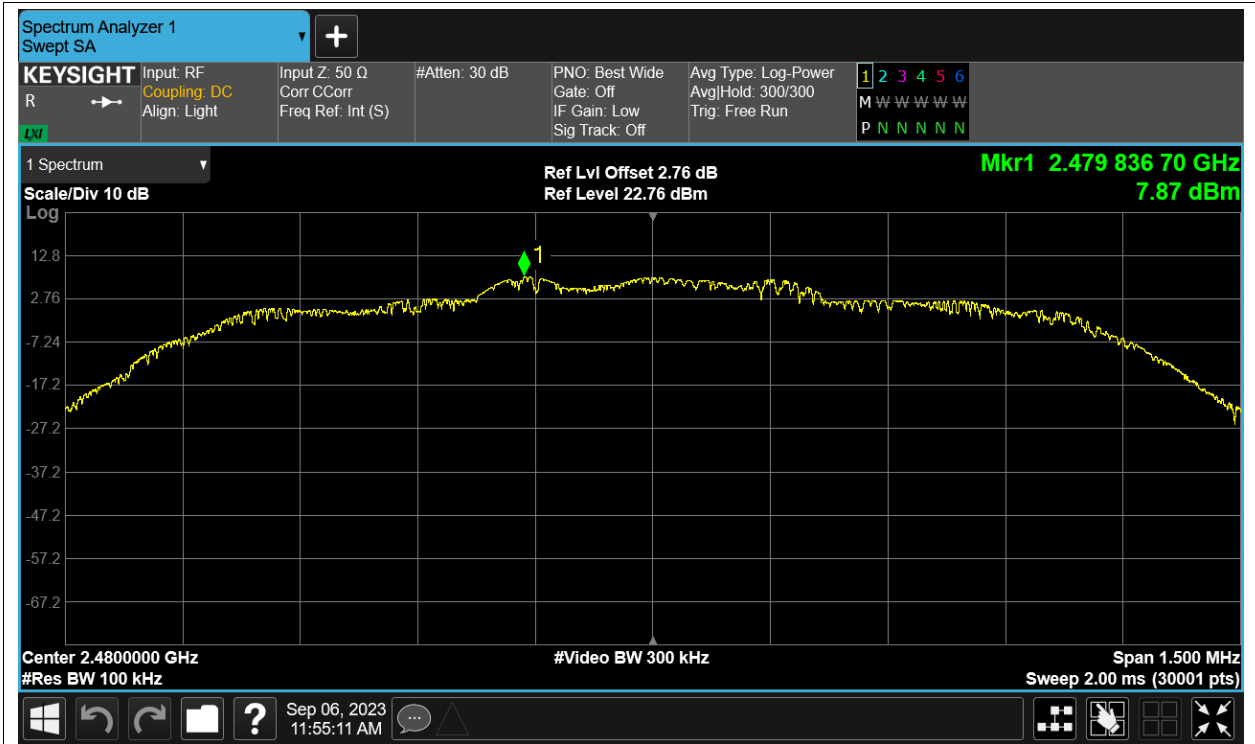 Spectrum Analyzer 1
Swept SA
KEYSIGHT
R
LXI
Input: RF
Coupling: DC
Align: Light
Input Z: 50 Ω
Corr CCorr
Freq Ref: Int (S)
#Atten: 30 dB
PNO: Best Wide
Gate: Off
IF Gain: Low
Sig Track: Off
Avg Type: Log-Power
Avg|Hold: 300/300
Trig: Free Run
1 2 3 4 5 6
M W W W W W
P N N N N N
1 Spectrum
Scale/Div 10 dB
Log
Ref Lvl Offset 2.76 dB
Ref Level 22.76 dBm
Mkr1 2.479 836 70 GHz
7.87 dBm
1
12.8
2.76
-7.24
-17.2
-27.2
-37.2
-47.2
-57.2
-67.2
Center 2.4800000 GHz
#Res BW 100 kHz
#Video BW 300 kHz
Span 1.500 MHz
Sweep 2.00 ms (30001 pts)
?
Sep 06, 2023
11:55:11 AM